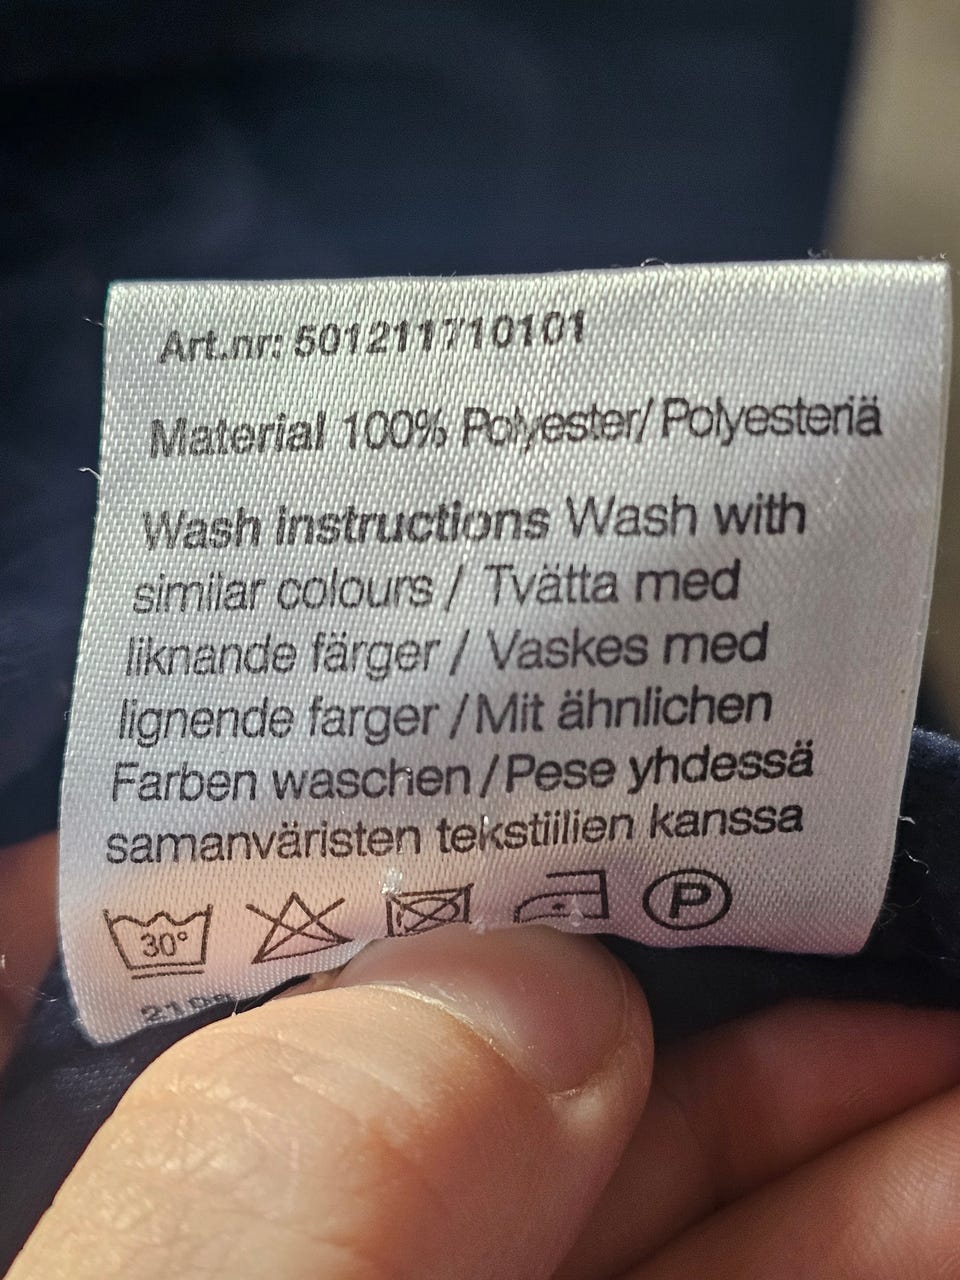 Art.nr: 501211710101
Material 100% Polyester/ Polyesteriä
Wash instructions Wash with
similar colours / Tvätta med
liknande färger / Vaskes med
lignende farger / Mit ähnlichen
Farben waschen / Pese yhdessä
samanväristen tekstiilien kanssa
30° P